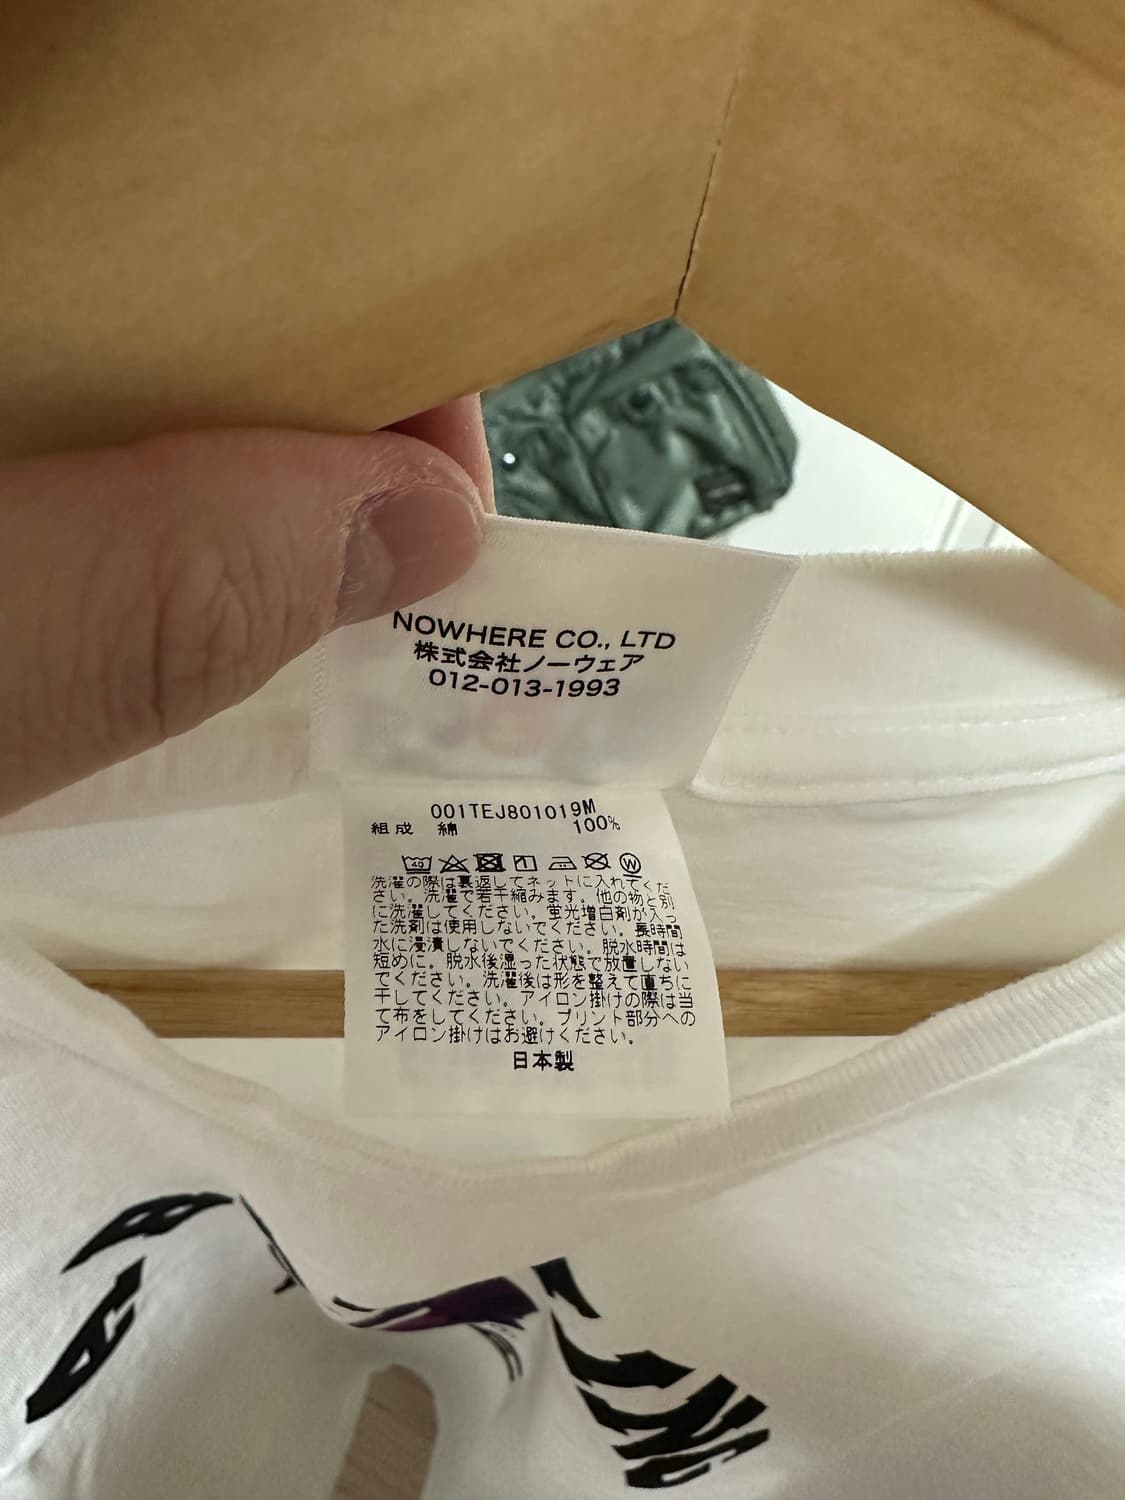 NOWHERE CO., LTD
株式会社ノーウェア
012-013-1993
001TEJ801019M
組成 綿 100%
40 W
洗濯の際は裏返してネットに入れてくだ
さい。洗濯で若干縮みます。他の物と別
に洗濯してください。蛍光増白剤が入っ
た洗剤は使用しないでください。長時間
水に浸漬しないでください。脱水時間は
短めに。脱水後湿った状態で放置しない
でください。洗濯後は形を整えて直ちに
干してください。アイロン掛けの際は当
て布をしてください。プリント部分への
アイロン掛けはお避けください。
日本製